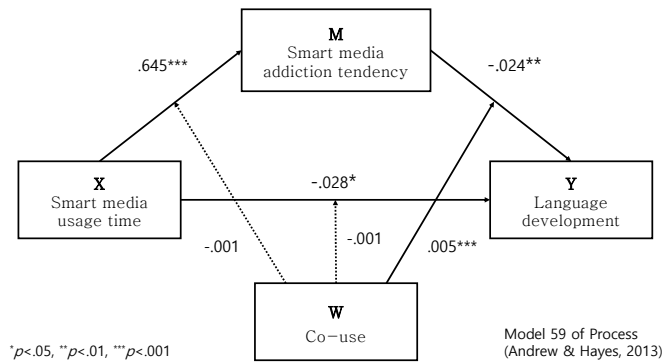 M
Smart media
addiction tendency
.645***
-.024**
X
Smart media
usage time
-.028*
Y
Language
development
-.001
-.001
.005***
W
Co-use
*p<.05, **p<.01, ***p<.001
Model 59 of Process
(Andrew & Hayes, 2013)